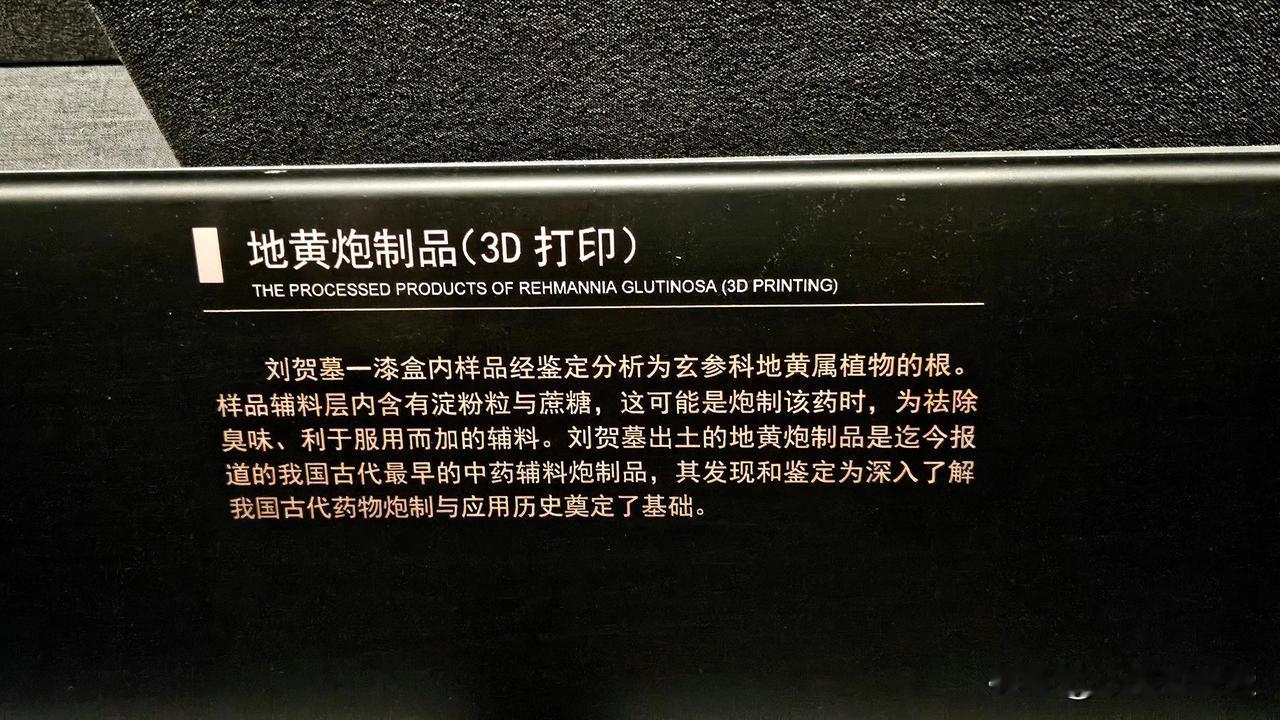 地黄炮制品(3D 打印)
THE PROCESSED PRODUCTS OF REHMANNIA GLUTINOSA (3D PRINTING)
刘贺墓一漆盒内样品经鉴定分析为玄参科地黄属植物的根。
样品辅料层内含有淀粉粒与蔗糖，这可能是炮制该药时，为祛除
臭味、利于服用而加的辅料。刘贺墓出土的地黄炮制品是迄今报
道的我国古代最早的中药辅料炮制品，其发现和鉴定为深入了解
我国古代药物炮制与应用历史奠定了基础。